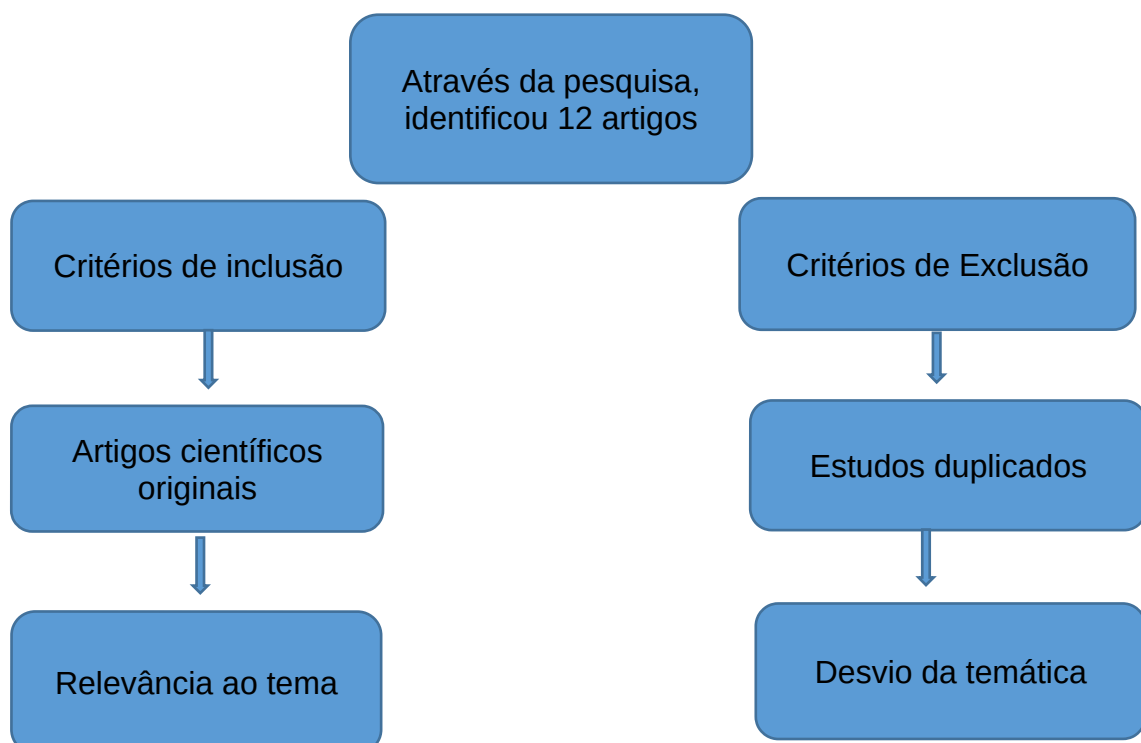 Através da pesquisa,
identificou 12 artigos
Critérios de inclusão
Critérios de Exclusão
Artigos científicos
originais
Estudos duplicados
Relevância ao tema
Desvio da temática